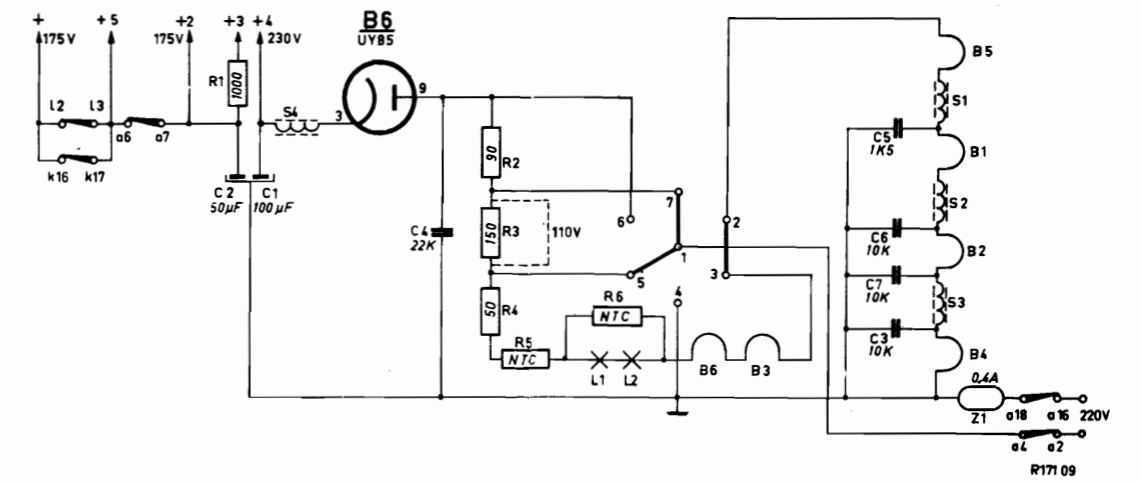 + +5 +2 +3 +4
175V 175V 230V
B6
UY85
R1 1000
l2 l3
a6 a7
k16 k17
S4
3 9
C2 C1
50µF 100µF
C4
22K
90 R2
150 R3
110V
50 R4
R5
NTC
R6
NTC
L1 L2
B6 B3
7
6
1
5
4
2
3
B5
S1
C5
1K5
B1
S2
C6
10K
B2
C7
10K
S3
C3
10K
B4
0,4A
Z1
a18 a16 220V
a4 a2
R171 09